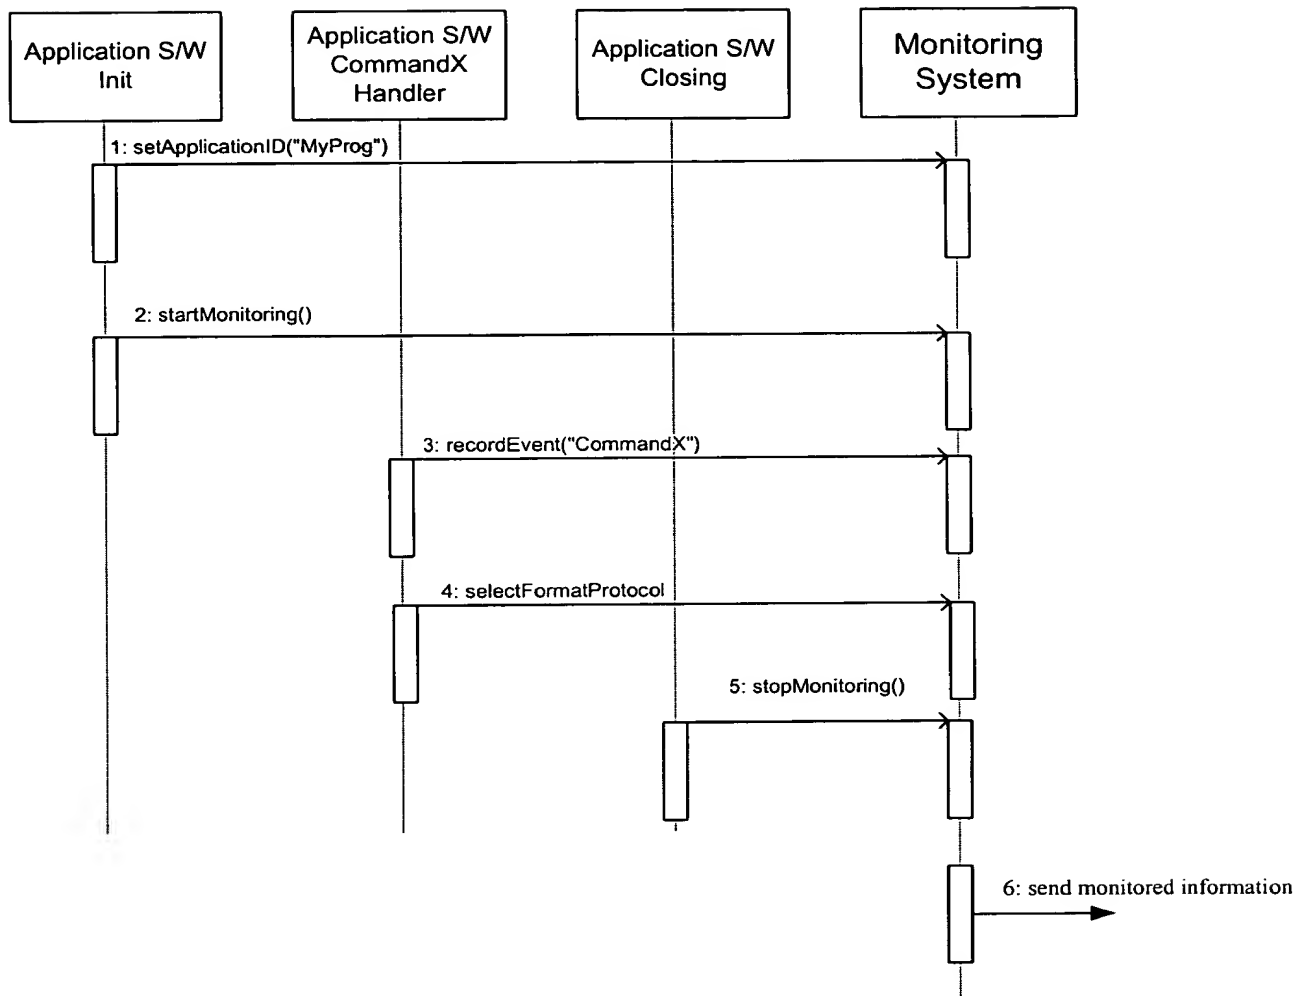 Application S/W
Init
Application S/W
CommandX
Handler
Application S/W
Closing
Monitoring
System
1: setApplicationID("MyProg")
2: startMonitoring()
3: recordEvent("CommandX")
4: selectFormatProtocol
5: stopMonitoring()
6: send monitored information